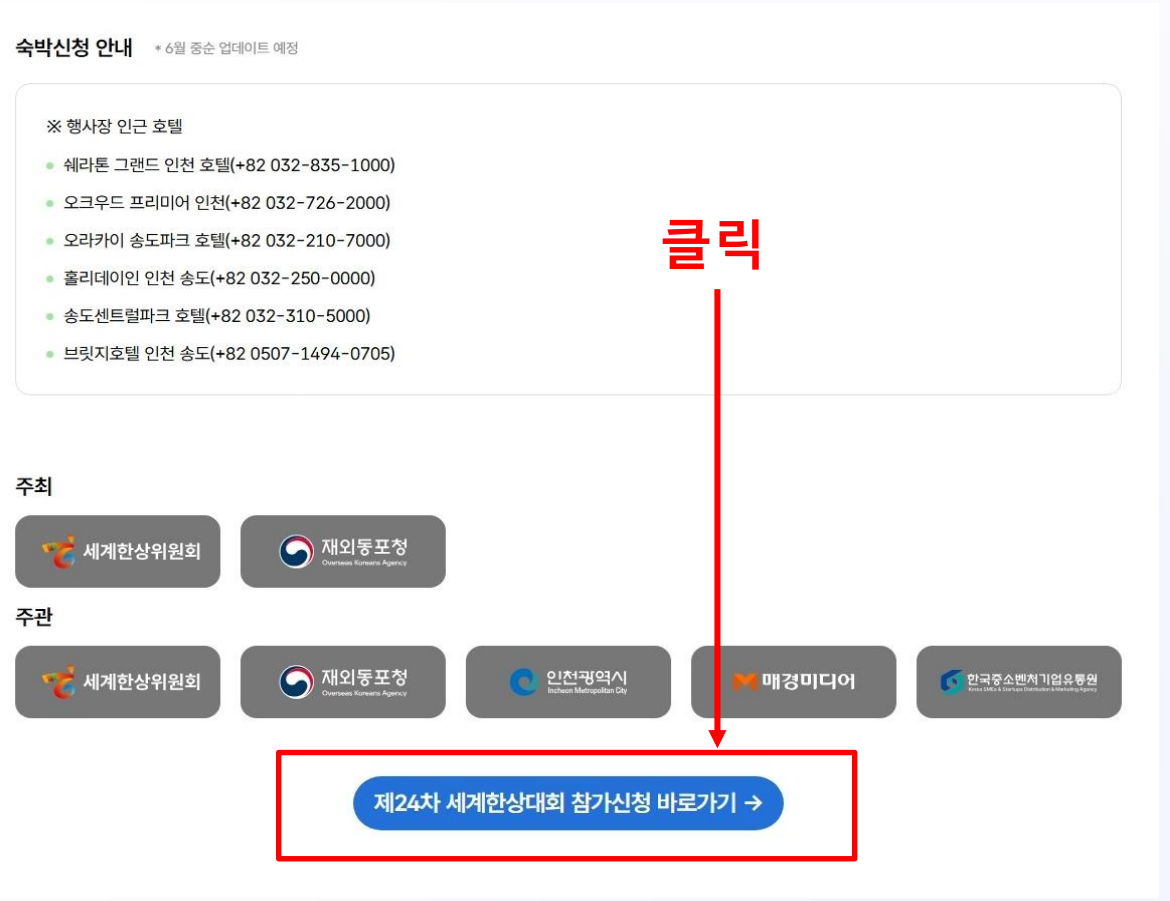 숙박신청 안내 * 6월 중순 업데이트 예정
※ 행사장 인근 호텔
쉐라톤 그랜드 인천 호텔(+82 032-835-1000)
오크우드 프리미어 인천(+82 032-726-2000)
오라카이 송도파크 호텔(+82 032-210-7000)
홀리데이인 인천 송도(+82 032-250-0000)
송도센트럴파크 호텔(+82 032-310-5000)
브릿지호텔 인천 송도(+82 0507-1494-0705)
클릭
주최
세계한상위원회
재외동포청
Overseas Koreans Agency
주관
세계한상위원회
재외동포청
Overseas Koreans Agency
인천광역시
Incheon Metropolitan City
매경미디어
한국중소벤처기업유통원
Korea SMEs & Startups Distribution & Marketing Agency
제24차 세계한상대회 참가신청 바로가기 →